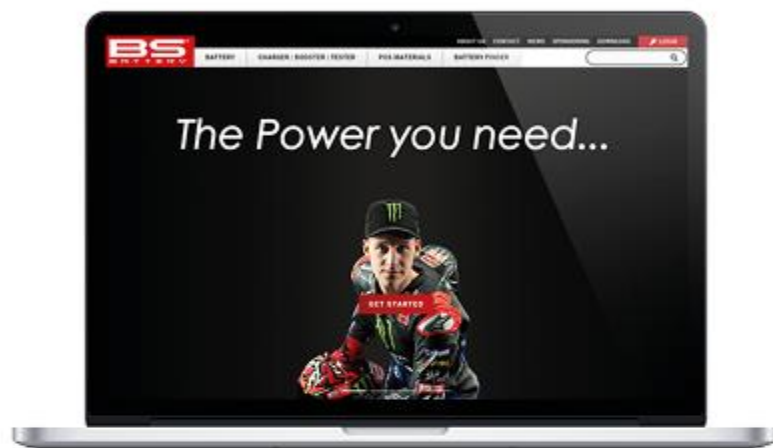 ABOUT US CONTACT NEWS SPONSORING DOWNLOAD LOGIN
BS
BATTERY
BATTERY CHARGER | BOOSTER | TESTER POS MATERIALS BATTERY FINDER
The Power you need...
GET STARTED